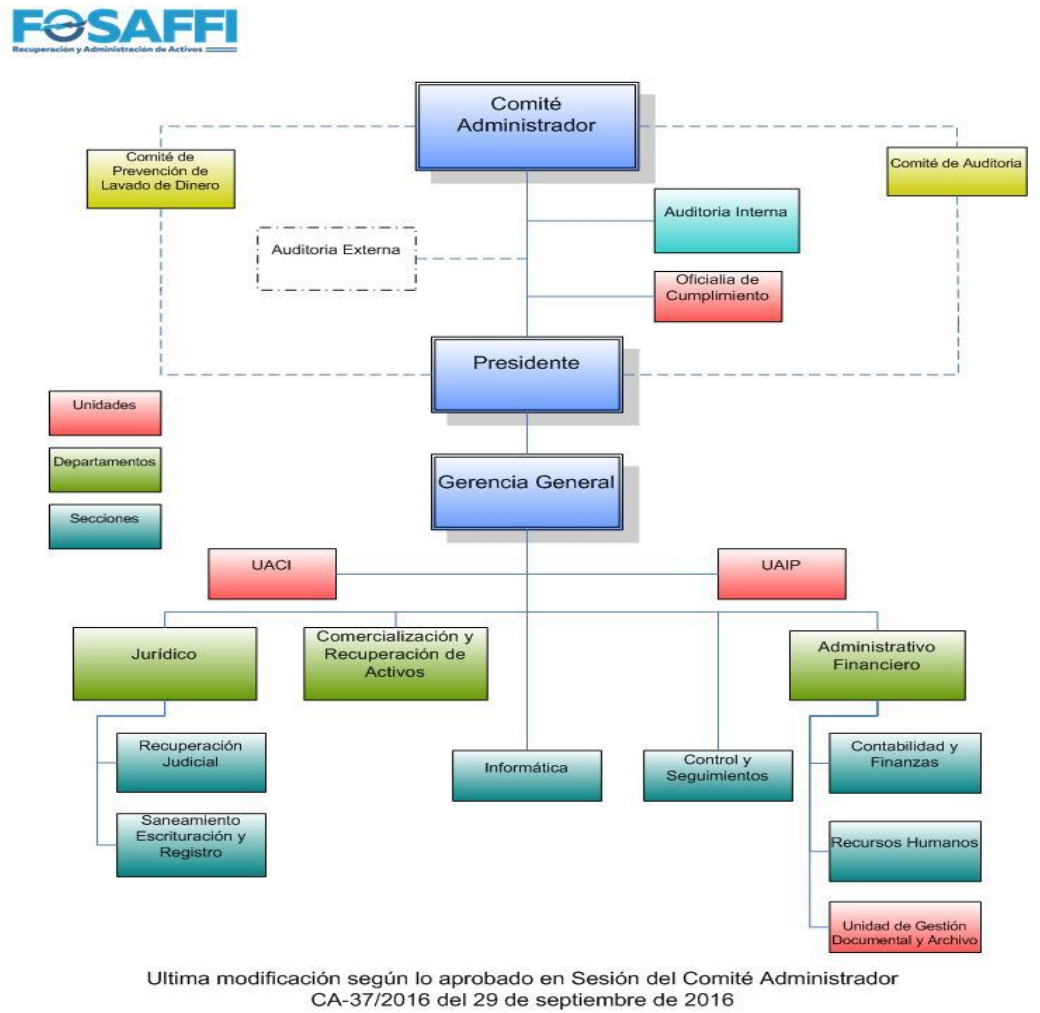 FOSAFFI
Recuperación y Administración de Activos
Comité
Administrador
Comité de
Prevención de
Lavado de Dinero
Comité de Auditoria
Auditoria Interna
Auditoria Externa
Oficialia de
Cumplimiento
Presidente
Unidades
Departamentos
Secciones
Gerencia General
UACI
UAIP
Jurídico
Comercialización y
Recuperación de
Activos
Administrativo
Financiero
Recuperación
Judicial
Informática
Control y
Seguimientos
Contabilidad y
Finanzas
Saneamiento
Escrituración y
Registro
Recursos Humanos
Unidad de Gestión
Documental y Archivo
Ultima modificación según lo aprobado en Sesión del Comité Administrador
CA-37/2016 del 29 de septiembre de 2016